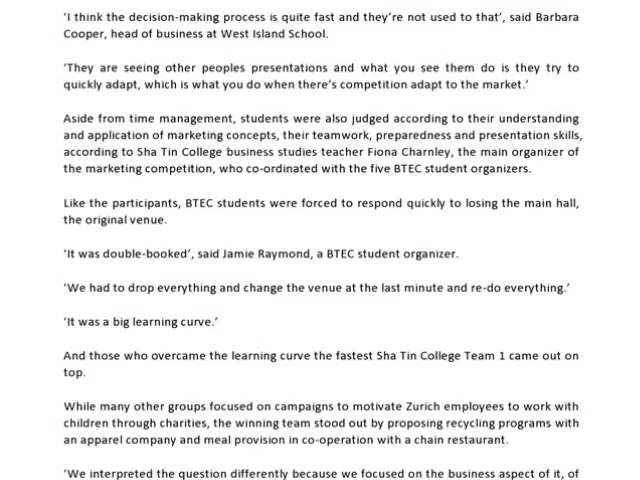 ‘I think the decision-making process is quite fast and they’re not used to that’, said Barbara
Cooper, head of business at West Island School.
‘They are seeing other peoples presentations and what you see them do is they try to
quickly adapt, which is what you do when there’s competition adapt to the market.’
Aside from time management, students were also judged according to their understanding
and application of marketing concepts, their teamwork, preparedness and presentation skills,
according to Sha Tin College business studies teacher Fiona Charnley, the main organizer of
the marketing competition, who co-ordinated with the five BTEC student organizers.
Like the participants, BTEC students were forced to respond quickly to losing the main hall,
the original venue.
‘It was double-booked’, said Jamie Raymond, a BTEC student organizer.
‘We had to drop everything and change the venue at the last minute and re-do everything.’
‘It was a big learning curve.’
And those who overcame the learning curve the fastest Sha Tin College Team 1 came out on
top.
While many other groups focused on campaigns to motivate Zurich employees to work with
children through charities, the winning team stood out by proposing recycling programs with
an apparel company and meal provision in co-operation with a chain restaurant.
‘We interpreted the question differently because we focused on the business aspect of it, of